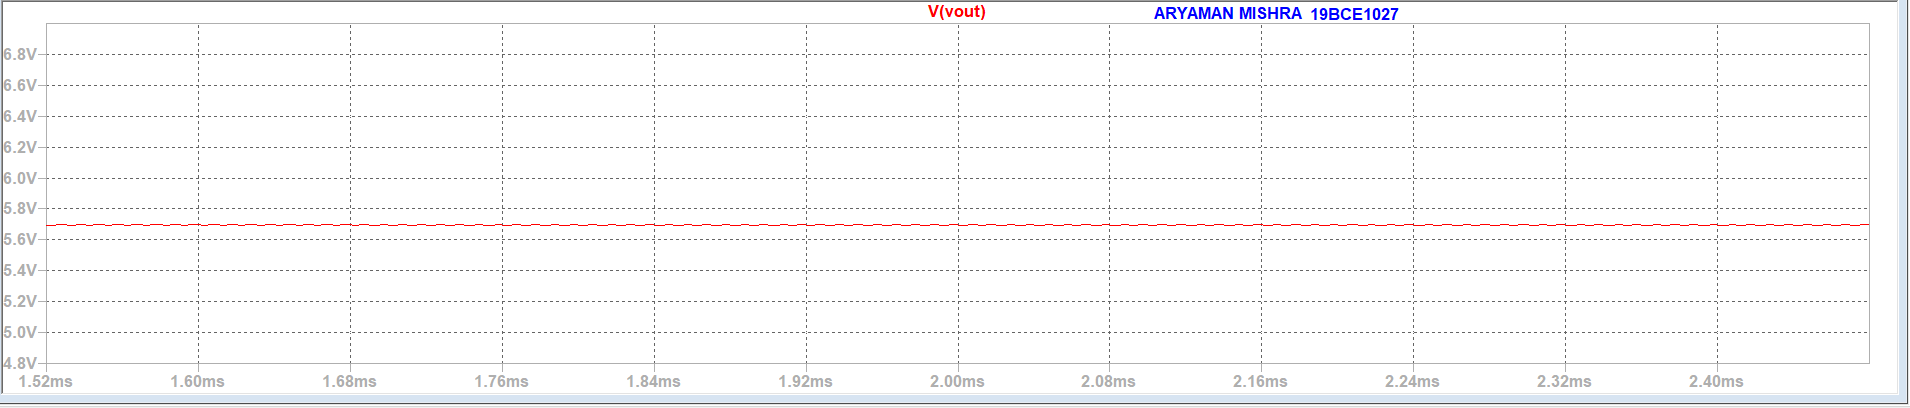 V(vout) ARYAMAN MISHRA 19BCE1027
6.8V
6.6V
6.4V
6.2V
6.0V
5.8V
5.6V
5.4V
5.2V
5.0V
4.8V
1.52ms 1.60ms 1.68ms 1.76ms 1.84ms 1.92ms 2.00ms 2.08ms 2.16ms 2.24ms 2.32ms 2.40ms